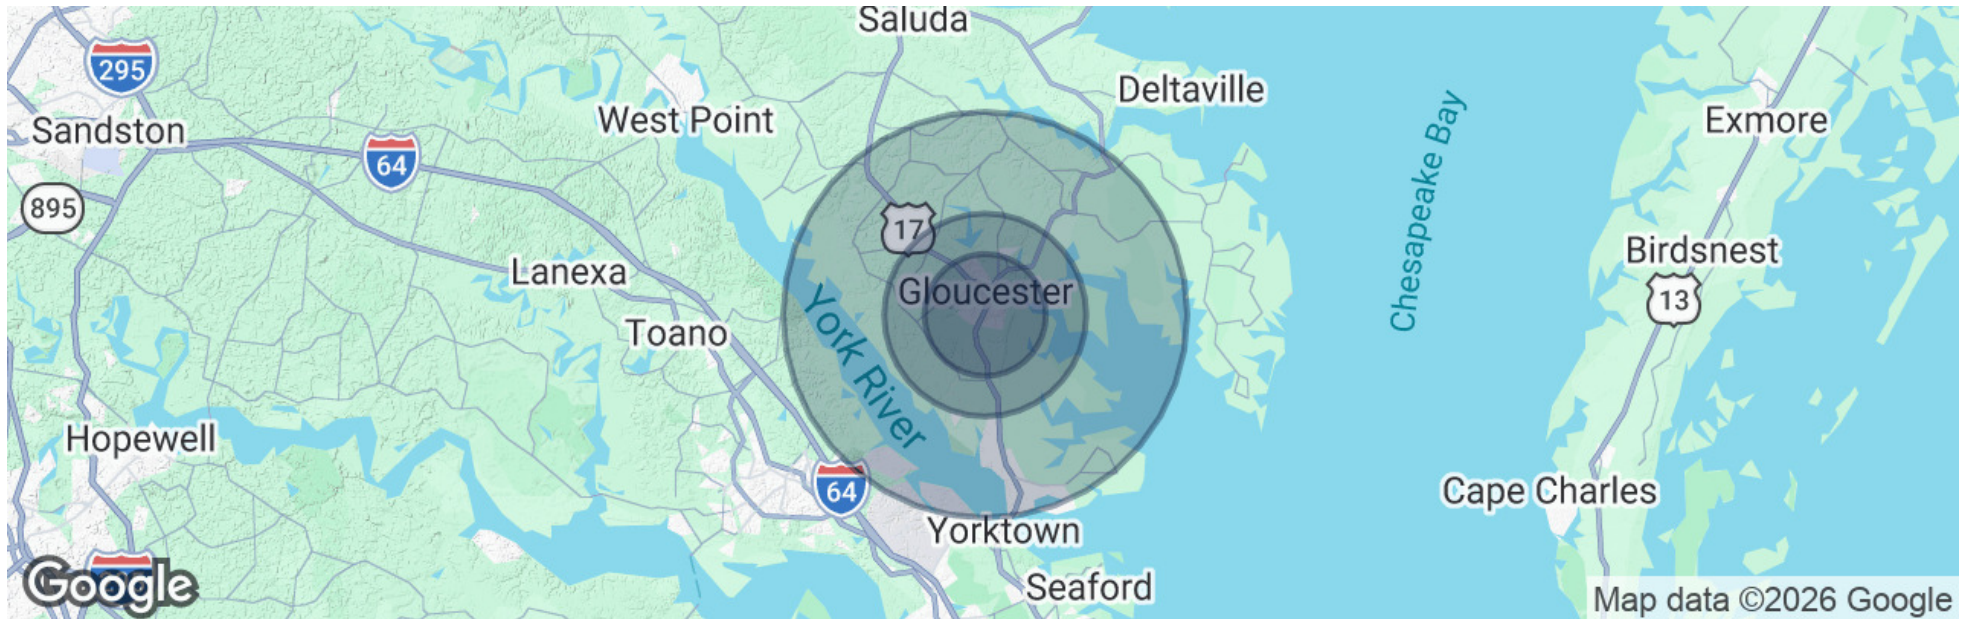 Saluda
295
Deltaville
West Point
Exmore
Sandston
64
895
17
Chesapeake Bay
Birdsnest
Lanexa
Gloucester
13
York River
Toano
Hopewell
64
Cape Charles
Yorktown
Seaford
Google
Map data ©2026 Google